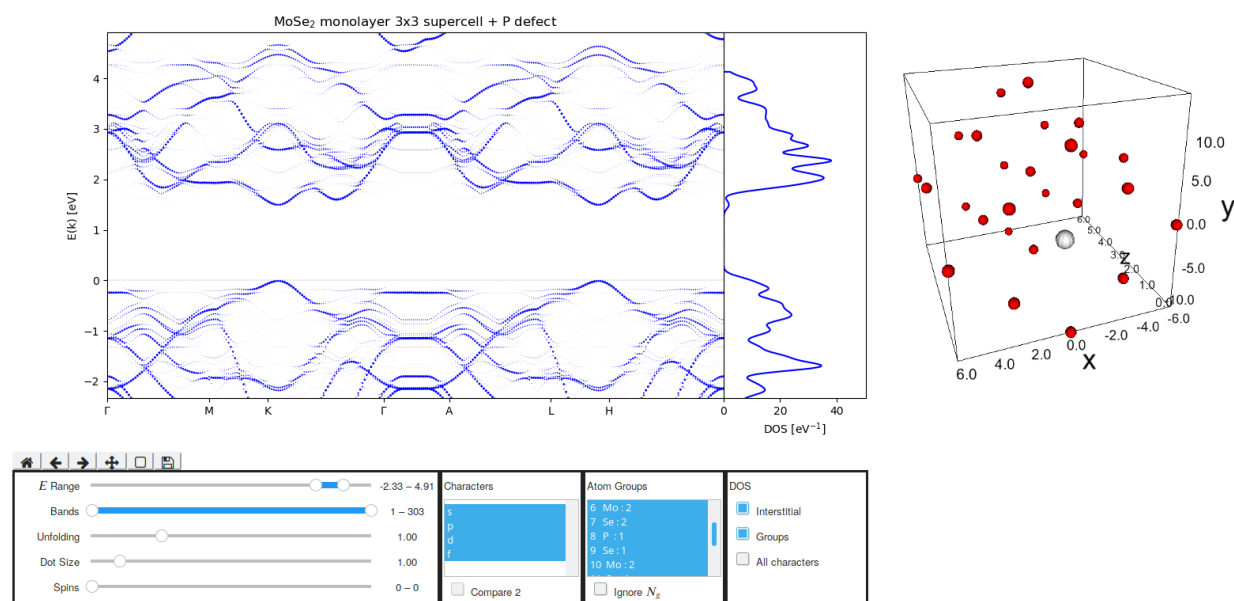 MoSe₂ monolayer 3x3 supercell + P defect
E(k) [eV]
4
3
2
1
0
−1
−2
Γ M K Γ A L H
0 20 40
DOS [eV⁻¹]
10.0
5.0
0.0
-5.0
-10.0
y
6.0
5.0
4.0
3.0
2.0
1.0
0.0
z
6.0 4.0 2.0 0.0 -2.0 -4.0 -6.0
x
E Range -2.33 – 4.91
Bands 1 – 303
Unfolding 1.00
Dot Size 1.00
Spins 0 – 0
Characters
s
p
d
f
Compare 2
Atom Groups
6 Mo : 2
7 Se : 2
8 P : 1
9 Se : 1
10 Mo : 2
Ignore N_g
DOS
Interstitial
Groups
All characters